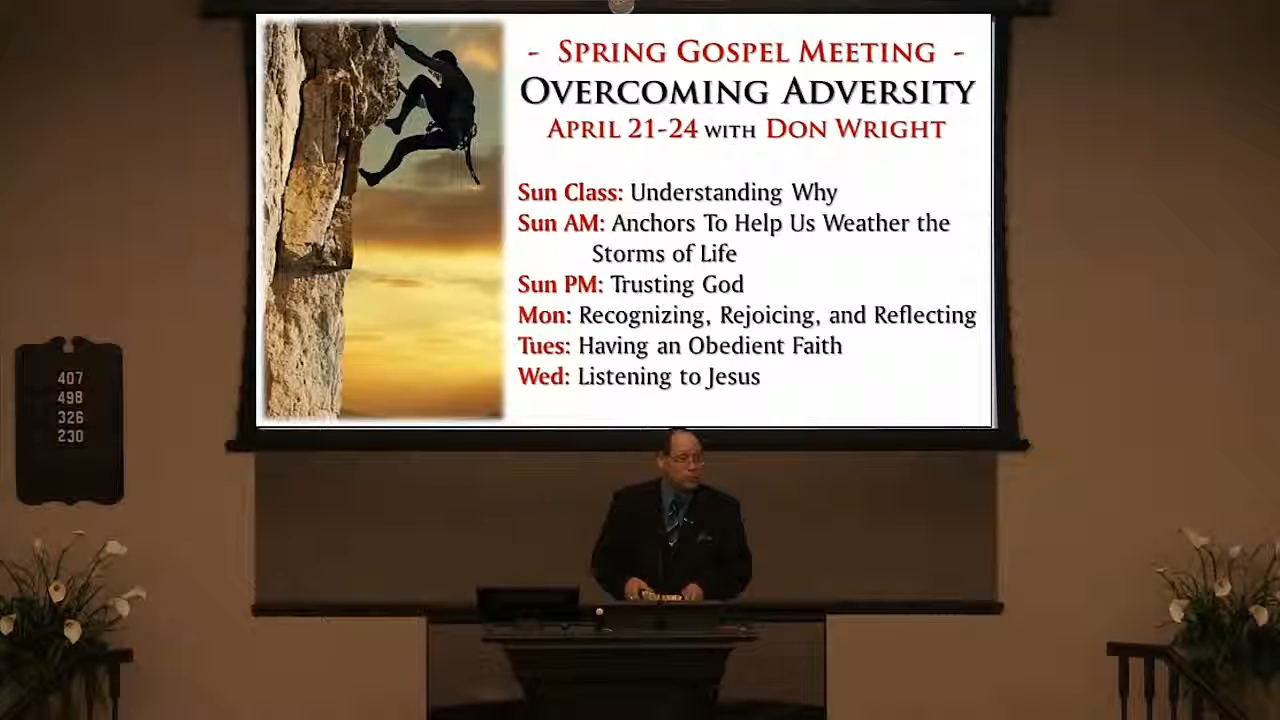 - SPRING GOSPEL MEETING -
OVERCOMING ADVERSITY
APRIL 21-24 WITH DON WRIGHT
Sun Class: Understanding Why
Sun AM: Anchors To Help Us Weather the
Storms of Life
Sun PM: Trusting God
Mon: Recognizing, Rejoicing, and Reflecting
Tues: Having an Obedient Faith
Wed: Listening to Jesus
407
498
326
230